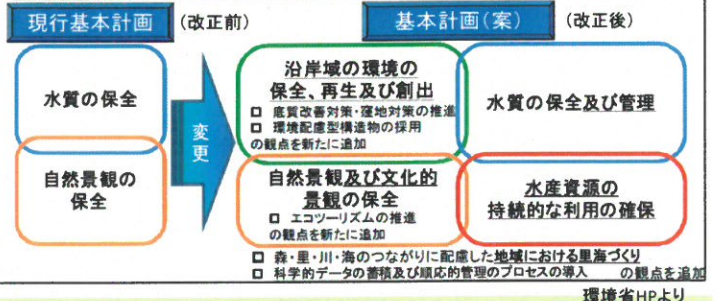 現行基本計画 (改正前)
基本計画(案) (改正後)
水質の保全
自然景観の
保全
変更
沿岸域の環境の
保全、再生及び創出
□ 底質改善対策・窪地対策の推進
□ 環境配慮型構造物の採用
の観点を新たに追加
水質の保全及び管理
自然景観及び文化的
景観の保全
□ エコツーリズムの推進
の観点を新たに追加
水産資源の
持続的な利用の確保
□ 森・里・川・海のつながりに配慮した地域における里海づくり
□ 科学的データの蓄積及び順応的管理のプロセスの導入 の観点を追加
環境省HPより